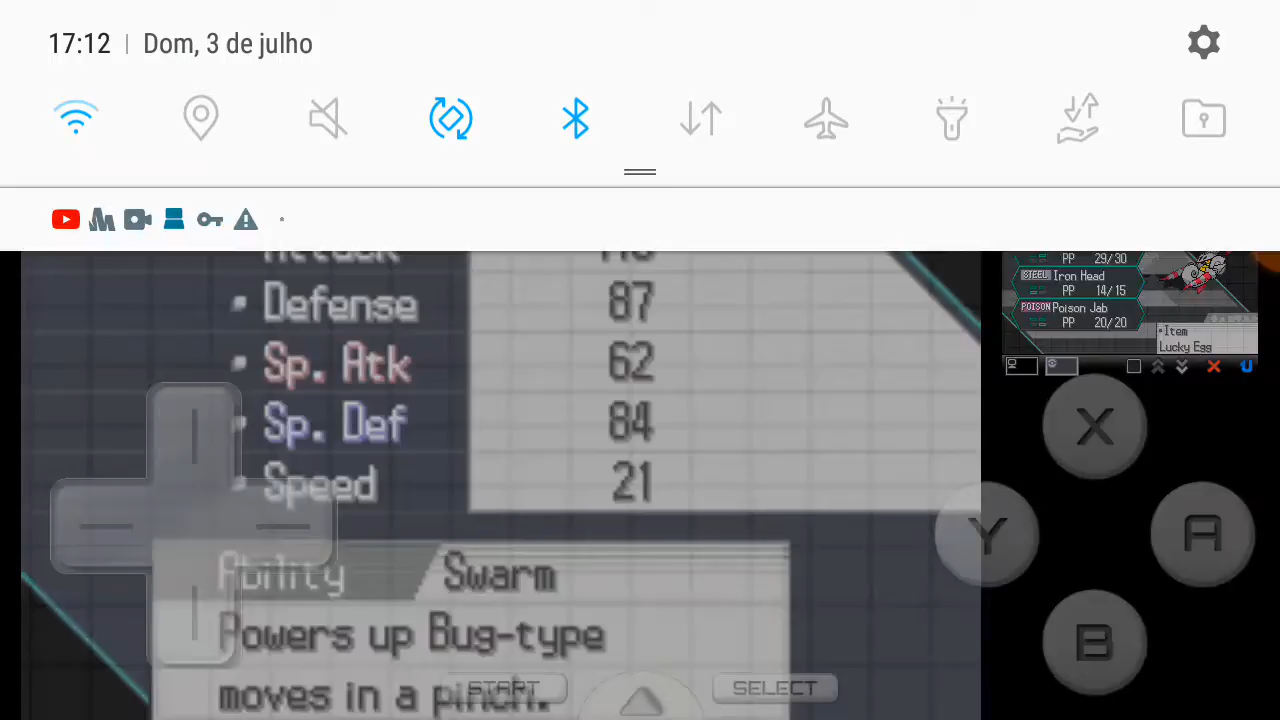 17:12 | Dom, 3 de julho
Attack
• Defense 87
• Sp. Atk 62
• Sp. Def 84
• Speed 21
Ability Swarm
Powers up Bug-type
moves in a pinch.
PP 29/30
STEEL Iron Head
PP 14/15
POISON Poison Jab
PP 20/20
•Item
Lucky Egg
X
Y
A
B
START
SELECT